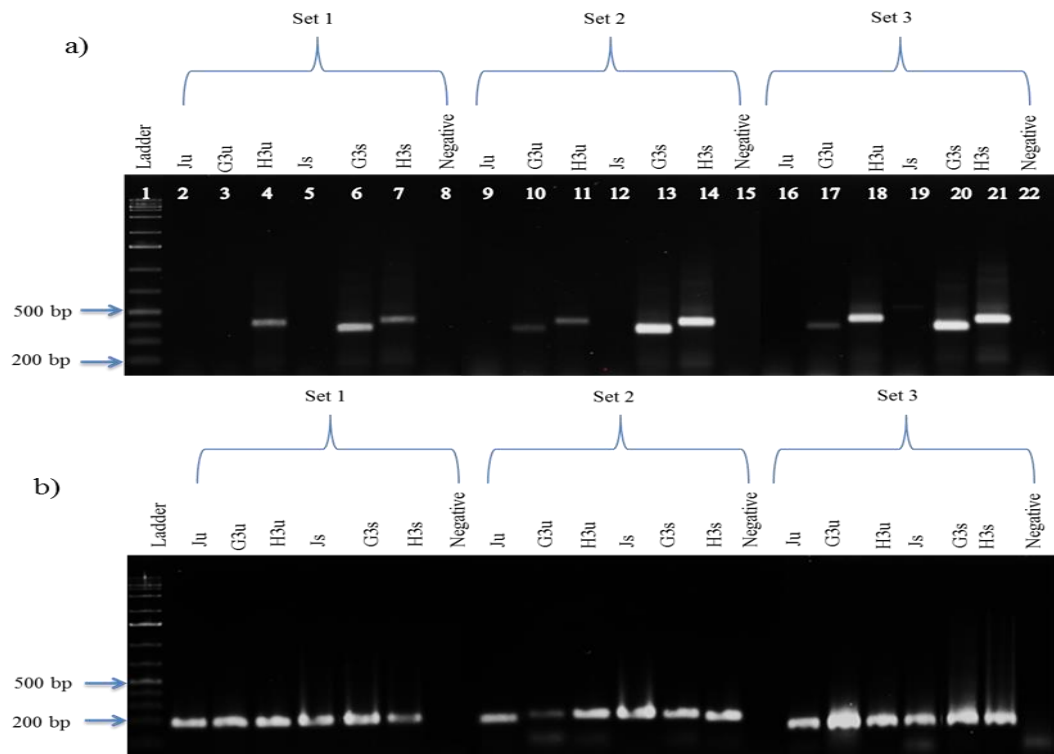 Set 1 Set 2 Set 3
a)
Ladder Ju G3u H3u Js G3s H3s Negative Ju G3u H3u Js G3s H3s Negative Ju G3u H3u Js G3s H3s Negative
1 2 3 4 5 6 7 8 9 10 11 12 13 14 15 16 17 18 19 20 21 22
500 bp
200 bp
Set 1 Set 2 Set 3
b)
Ladder Ju G3u H3u Js G3s H3s Negative Ju G3u H3u Js G3s H3s Negative Ju G3u H3u Js G3s H3s Negative
500 bp
200 bp